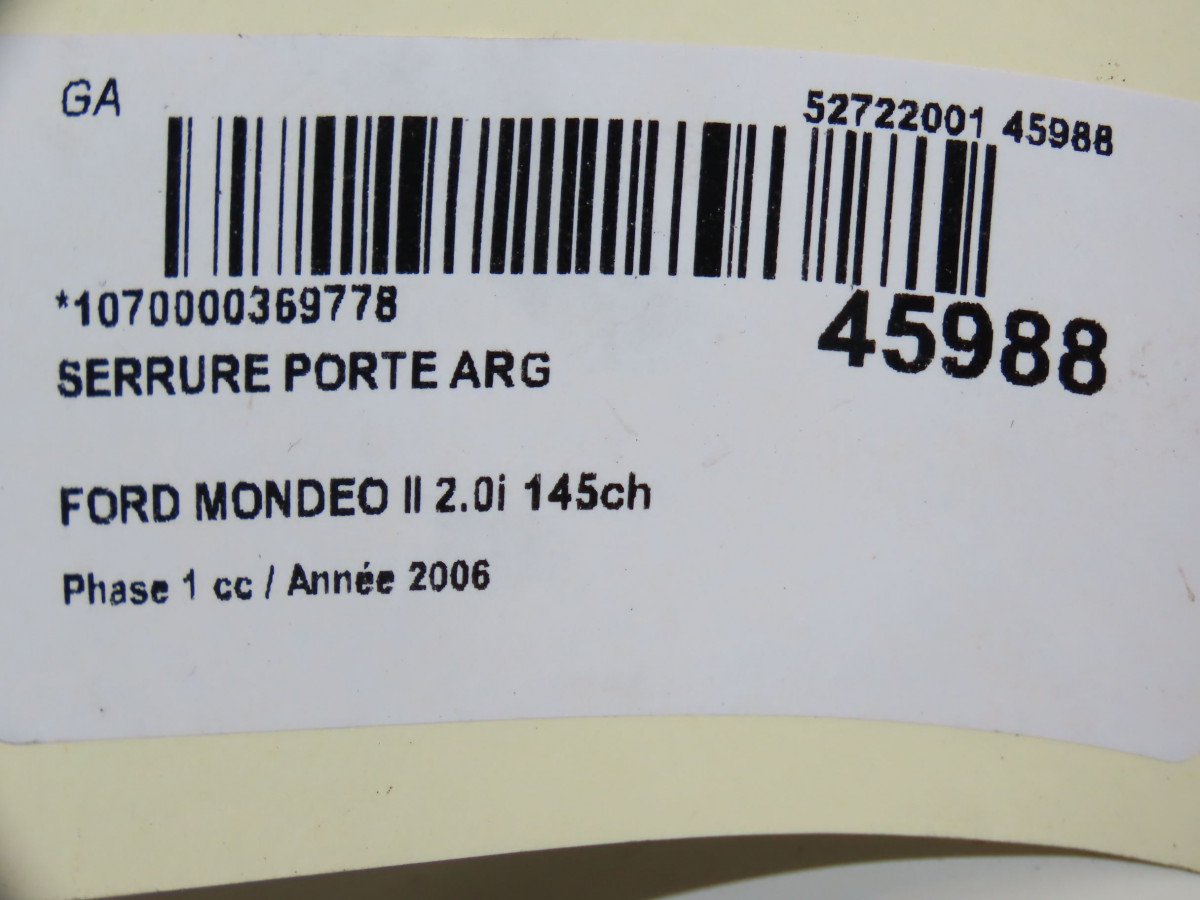 GA
52722001 45988
*1070000369778
45988
SERRURE PORTE ARG
FORD MONDEO II 2.0i 145ch
Phase 1 cc / Année 2006